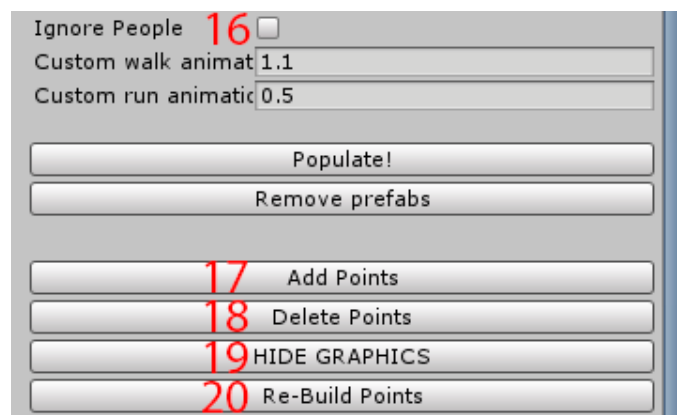 Ignore People 16
Custom walk animat 1.1
Custom run animatic 0.5
Populate!
Remove prefabs
17 Add Points
18 Delete Points
19 HIDE GRAPHICS
20 Re-Build Points